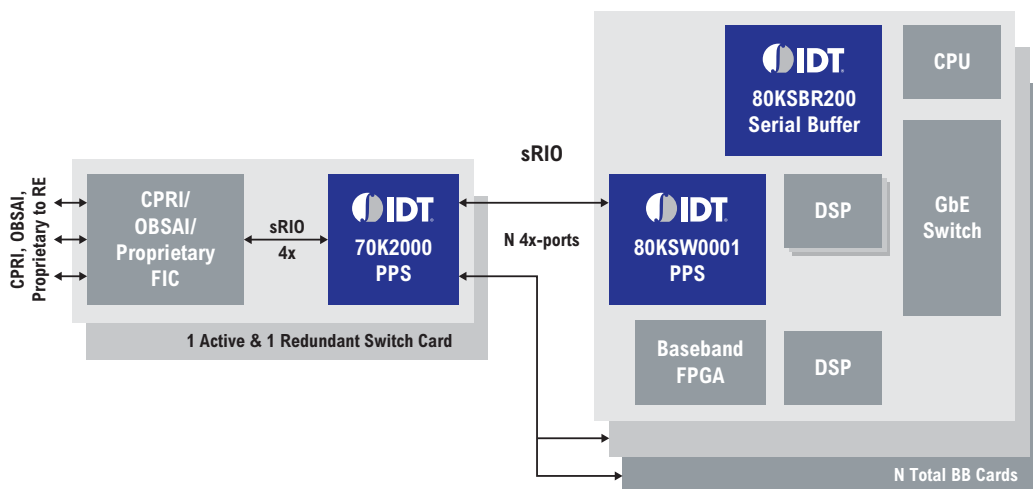 CPRI, OBSAI,
Proprietary to RE
CPRI/
OBSAI/
Proprietary
FIC
sRIO
4x
IDT
70K2000
PPS
1 Active & 1 Redundant Switch Card
sRIO
N 4x-ports
IDT
80KSBR200
Serial Buffer
CPU
IDT
80KSW0001
PPS
DSP
GbE
Switch
Baseband
FPGA
DSP
N Total BB Cards